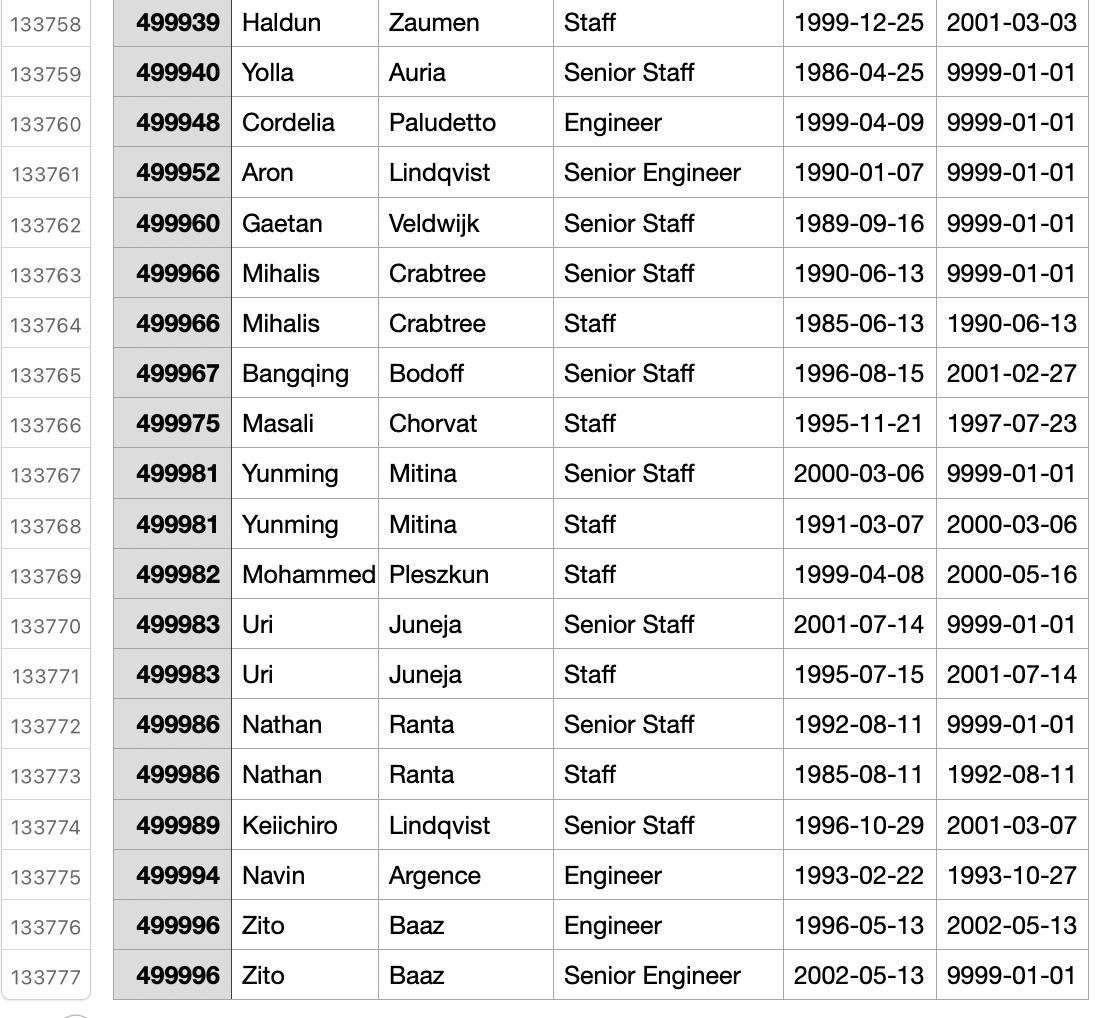 133758 499939 Haldun Zaumen Staff 1999-12-25 2001-03-03
133759 499940 Yolla Auria Senior Staff 1986-04-25 9999-01-01
133760 499948 Cordelia Paludetto Engineer 1999-04-09 9999-01-01
133761 499952 Aron Lindqvist Senior Engineer 1990-01-07 9999-01-01
133762 499960 Gaetan Veldwijk Senior Staff 1989-09-16 9999-01-01
133763 499966 Mihalis Crabtree Senior Staff 1990-06-13 9999-01-01
133764 499966 Mihalis Crabtree Staff 1985-06-13 1990-06-13
133765 499967 Bangqing Bodoff Senior Staff 1996-08-15 2001-02-27
133766 499975 Masali Chorvat Staff 1995-11-21 1997-07-23
133767 499981 Yunming Mitina Senior Staff 2000-03-06 9999-01-01
133768 499981 Yunming Mitina Staff 1991-03-07 2000-03-06
133769 499982 Mohammed Pleszkun Staff 1999-04-08 2000-05-16
133770 499983 Uri Juneja Senior Staff 2001-07-14 9999-01-01
133771 499983 Uri Juneja Staff 1995-07-15 2001-07-14
133772 499986 Nathan Ranta Senior Staff 1992-08-11 9999-01-01
133773 499986 Nathan Ranta Staff 1985-08-11 1992-08-11
133774 499989 Keiichiro Lindqvist Senior Staff 1996-10-29 2001-03-07
133775 499994 Navin Argence Engineer 1993-02-22 1993-10-27
133776 499996 Zito Baaz Engineer 1996-05-13 2002-05-13
133777 499996 Zito Baaz Senior Engineer 2002-05-13 9999-01-01